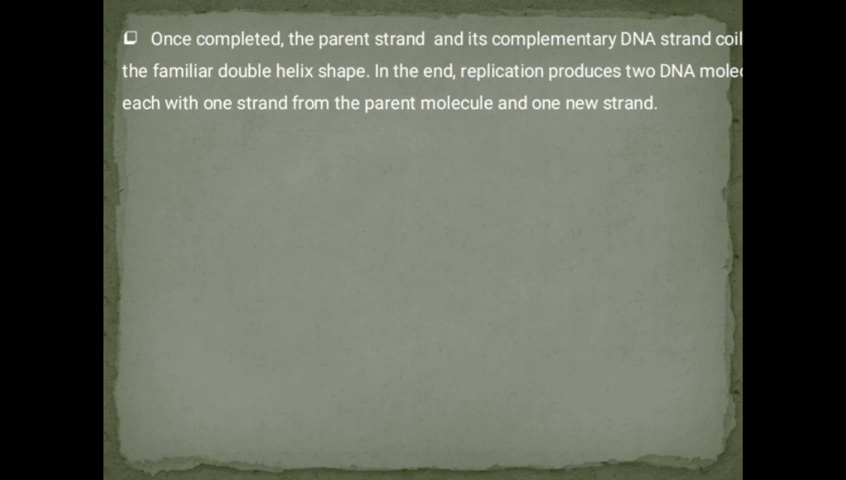 Once completed, the parent strand and its complementary DNA strand coil
the familiar double helix shape. In the end, replication produces two DNA
each with one strand from the parent molecule and one new strand.